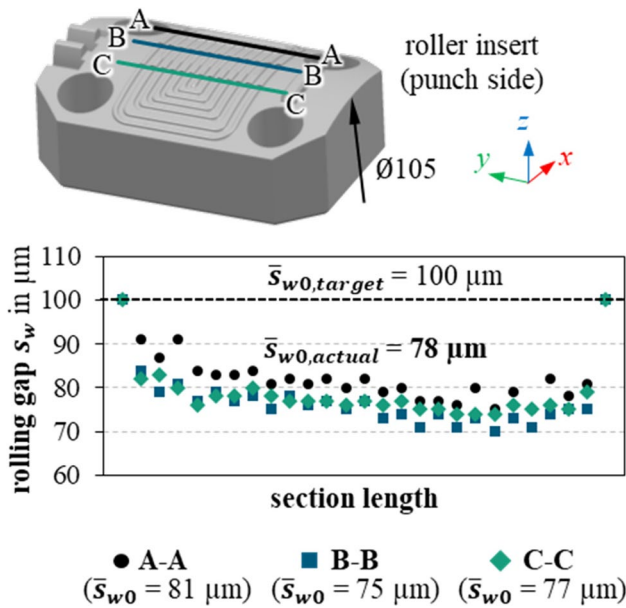 A
B
C
A
B
C
roller insert
(punch side)
Ø105
z
y
x
110
100
90
80
70
60
rolling gap s_w in µm
s̄_w0,target = 100 µm
s̄_w0,actual = 78 µm
section length
A-A
B-B
C-C
(s̄_w0 = 81 µm)
(s̄_w0 = 75 µm)
(s̄_w0 = 77 µm)